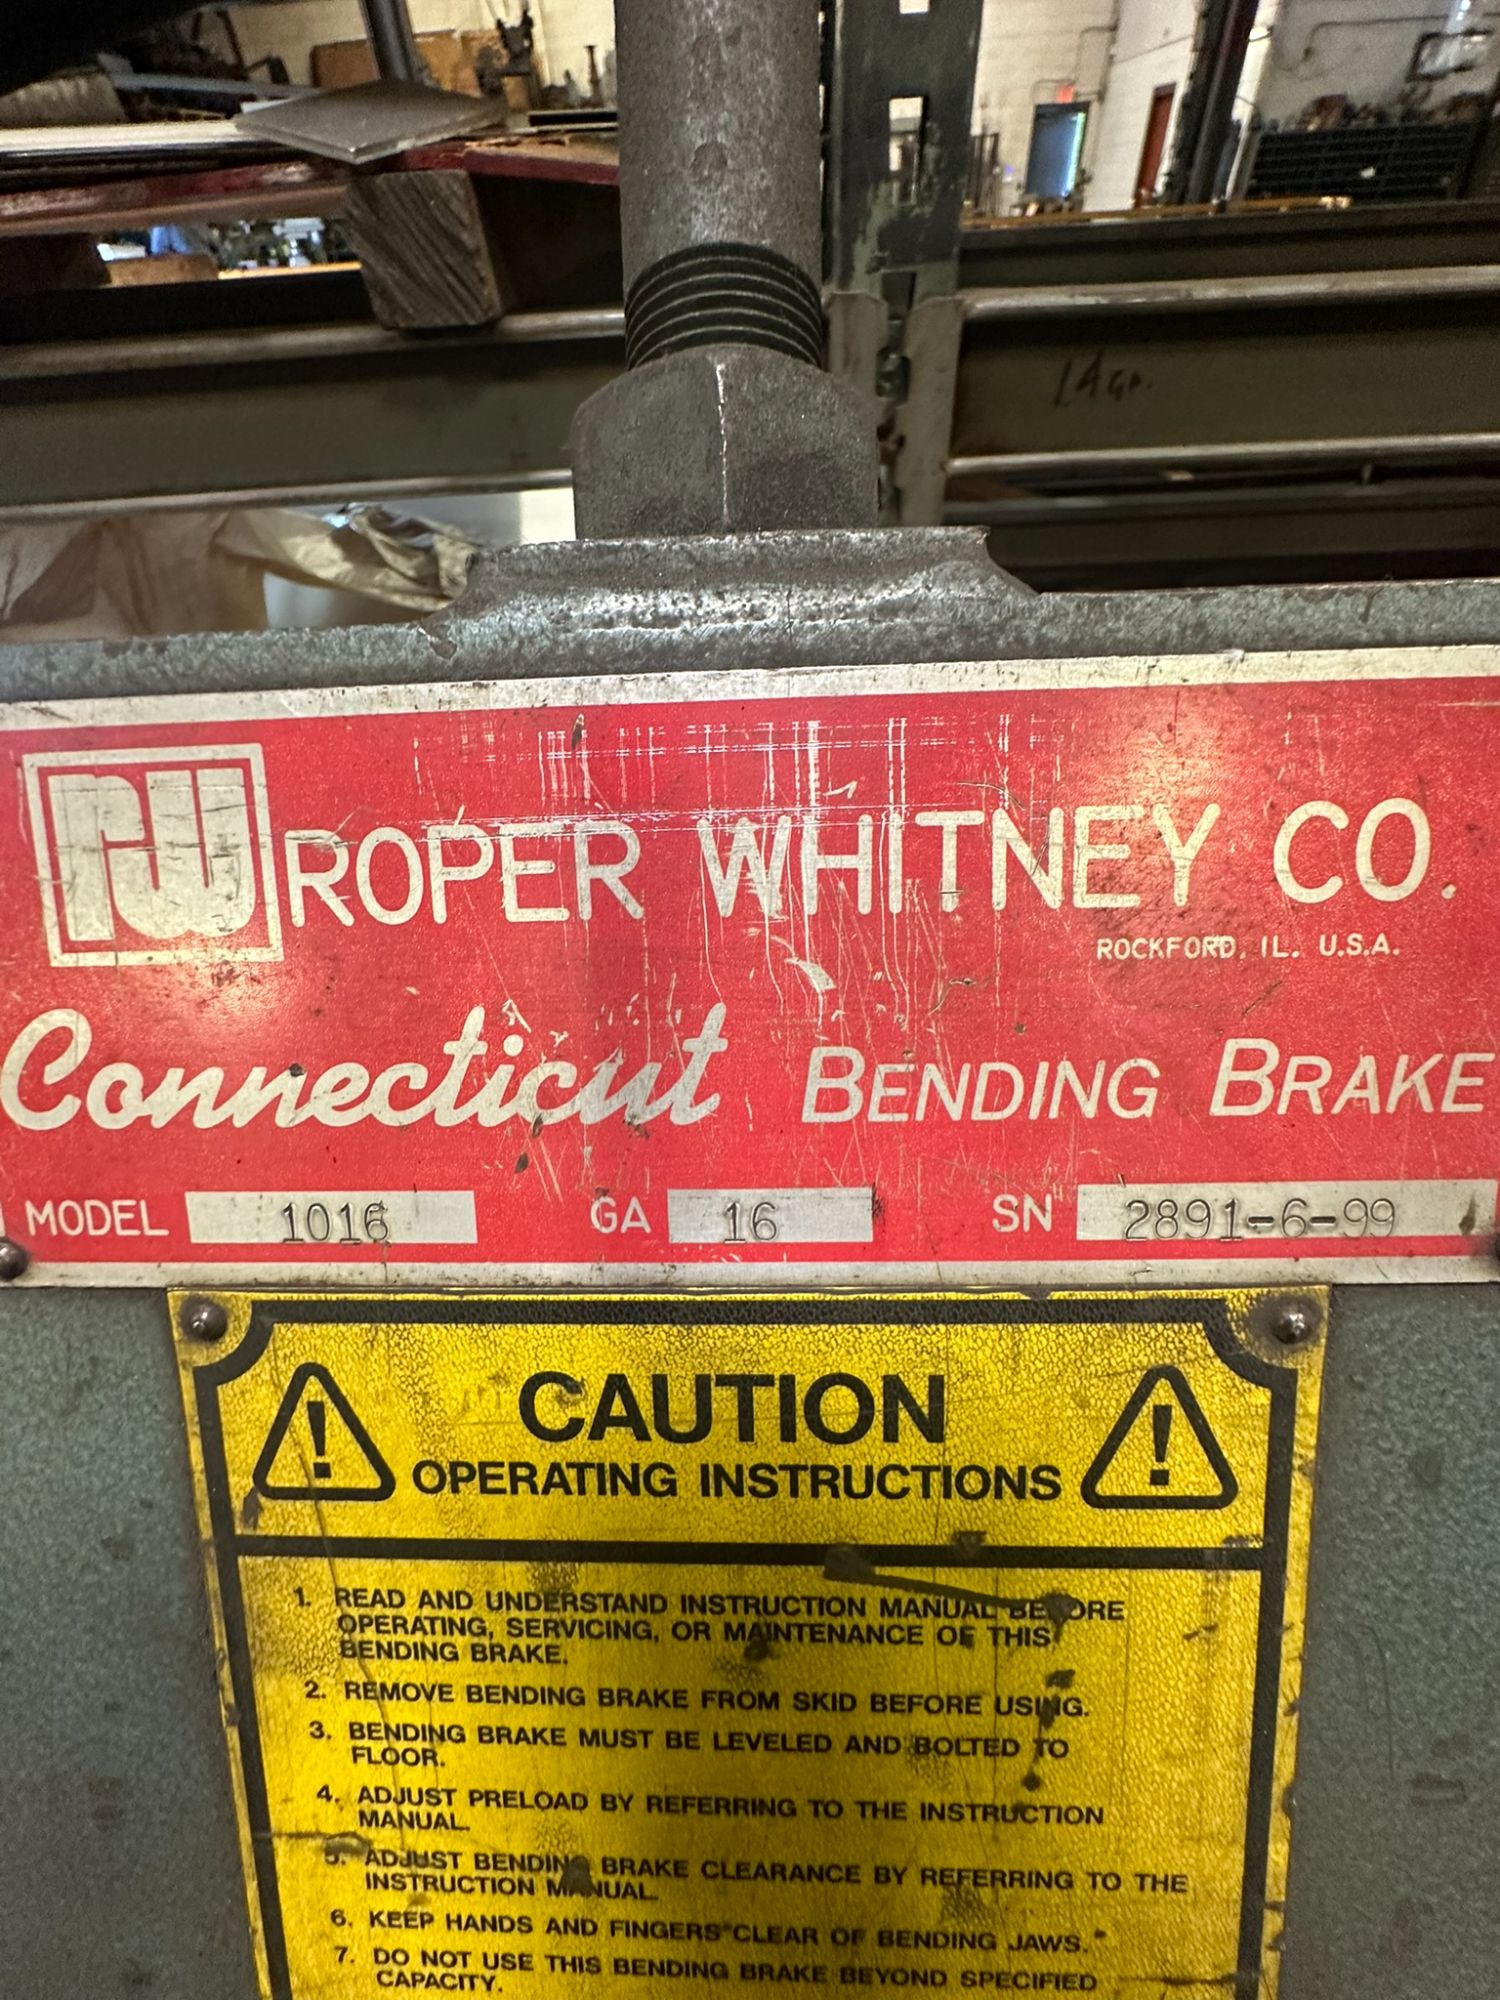 14 GA.
rw ROPER WHITNEY CO.
ROCKFORD, IL. U.S.A.
Connecticut BENDING BRAKE
MODEL 1016 GA 16 SN 2891-6-99
CAUTION
OPERATING INSTRUCTIONS
1. READ AND UNDERSTAND INSTRUCTION MANUAL BEFORE
OPERATING, SERVICING, OR MAINTENANCE OF THIS
BENDING BRAKE.
2. REMOVE BENDING BRAKE FROM SKID BEFORE USING.
3. BENDING BRAKE MUST BE LEVELED AND BOLTED TO
FLOOR.
4. ADJUST PRELOAD BY REFERRING TO THE INSTRUCTION
MANUAL.
5. ADJUST BENDING BRAKE CLEARANCE BY REFERRING TO THE
INSTRUCTION MANUAL.
6. KEEP HANDS AND FINGERS CLEAR OF BENDING JAWS.
7. DO NOT USE THIS BENDING BRAKE BEYOND SPECIFIED
CAPACITY.